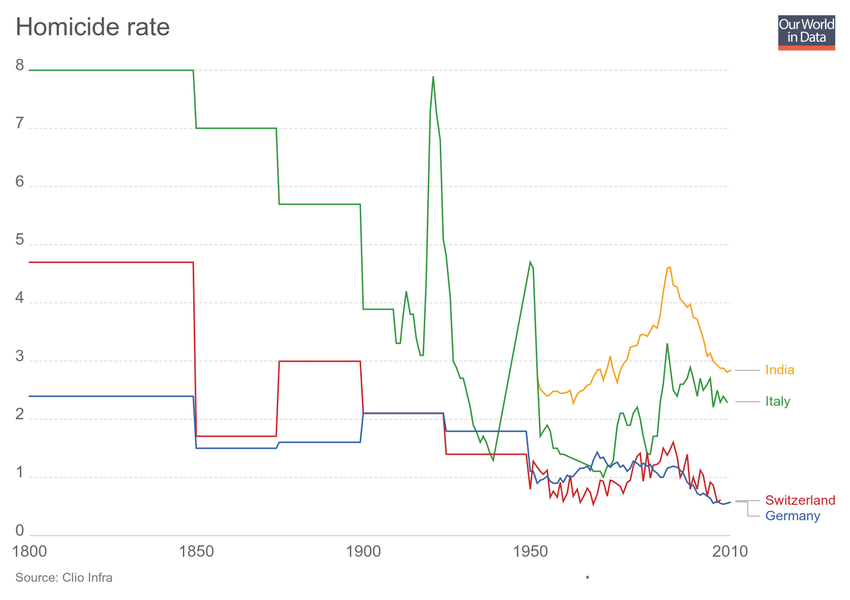 Homicide rate
Our World
in Data
8
7
6
5
4
3
2
1
0
India
Italy
Switzerland
Germany
1800 1850 1900 1950 2010
Source: Clio Infra